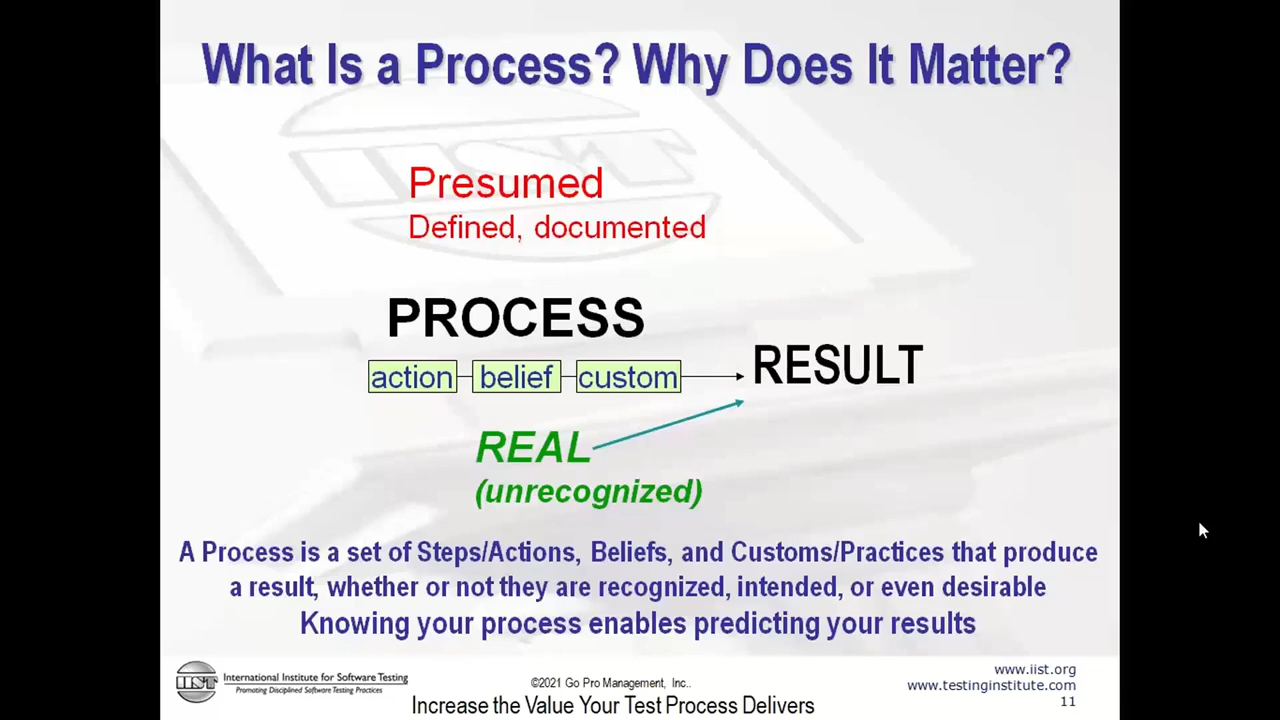 What Is a Process? Why Does It Matter?
IIST
Presumed
Defined, documented
PROCESS
action belief custom
RESULT
REAL
(unrecognized)
A Process is a set of Steps/Actions, Beliefs, and Customs/Practices that produce
a result, whether or not they are recognized, intended, or even desirable
Knowing your process enables predicting your results
IIST
International Institute for Software Testing
Promoting Disciplined Software Testing Practices
©2021 Go Pro Management, Inc..
Increase the Value Your Test Process Delivers
www.iist.org
www.testinginstitute.com
11